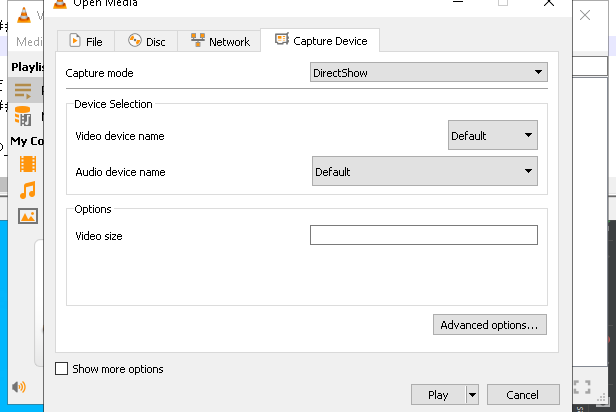 Open Media
Medi
File
Disc
Network
Capture Device
Playlis
Capture mode
DirectShow
Device Selection
Video device name
Default
My Co
Audio device name
Default
Options
Video size
Advanced options...
Show more options
Play
Cancel